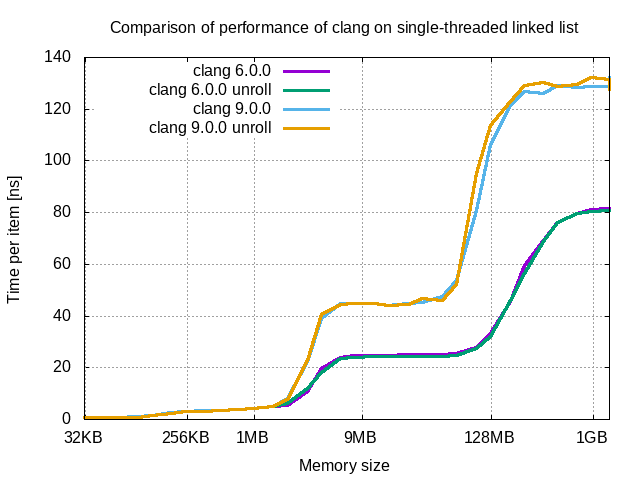 Comparison of performance of clang on single-threaded linked list
clang 6.0.0
clang 6.0.0 unroll
clang 9.0.0
clang 9.0.0 unroll
Time per item [ns]
140
120
100
80
60
40
20
0
32KB 256KB 1MB 9MB 128MB 1GB
Memory size